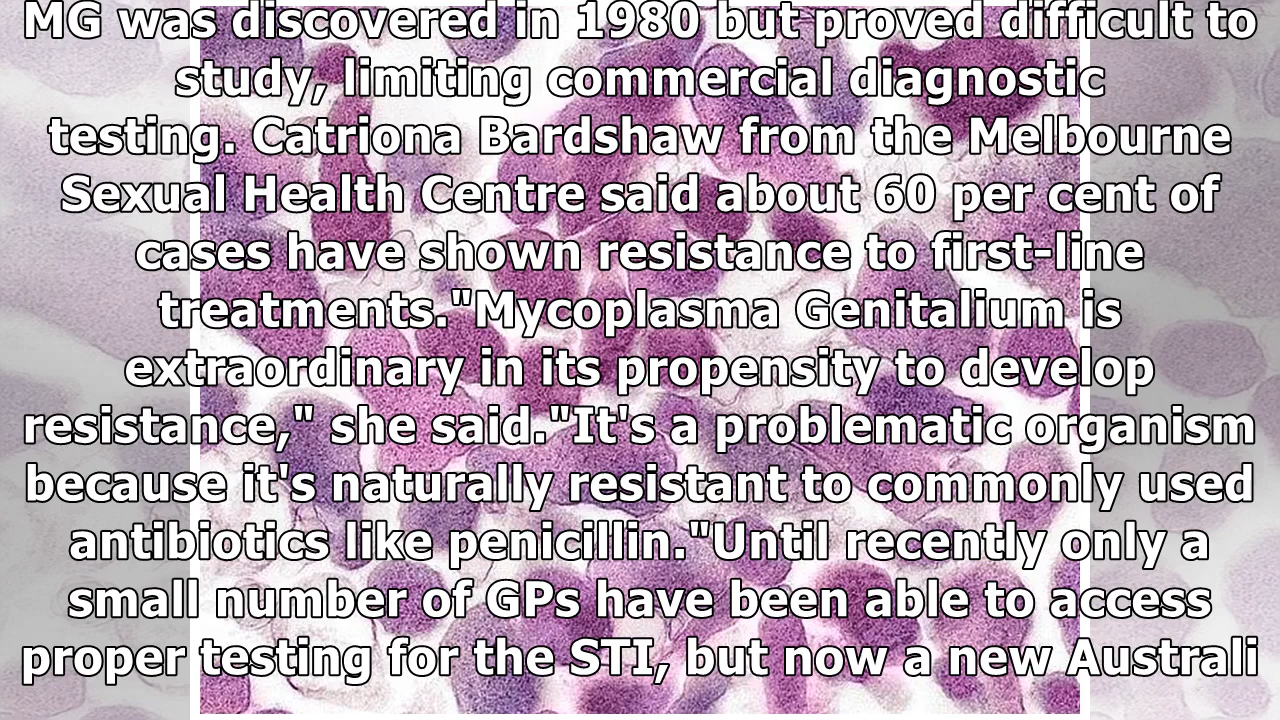 MG was discovered in 1980 but proved difficult to
study, limiting commercial diagnostic
testing. Catriona Bardshaw from the Melbourne
Sexual Health Centre said about 60 per cent of
cases have shown resistance to first-line
treatments."Mycoplasma Genitalium is
extraordinary in its propensity to develop
resistance," she said."It's a problematic organism
because it's naturally resistant to commonly used
antibiotics like penicillin."Until recently only a
small number of GPs have been able to access
proper testing for the STI, but now a new Australi